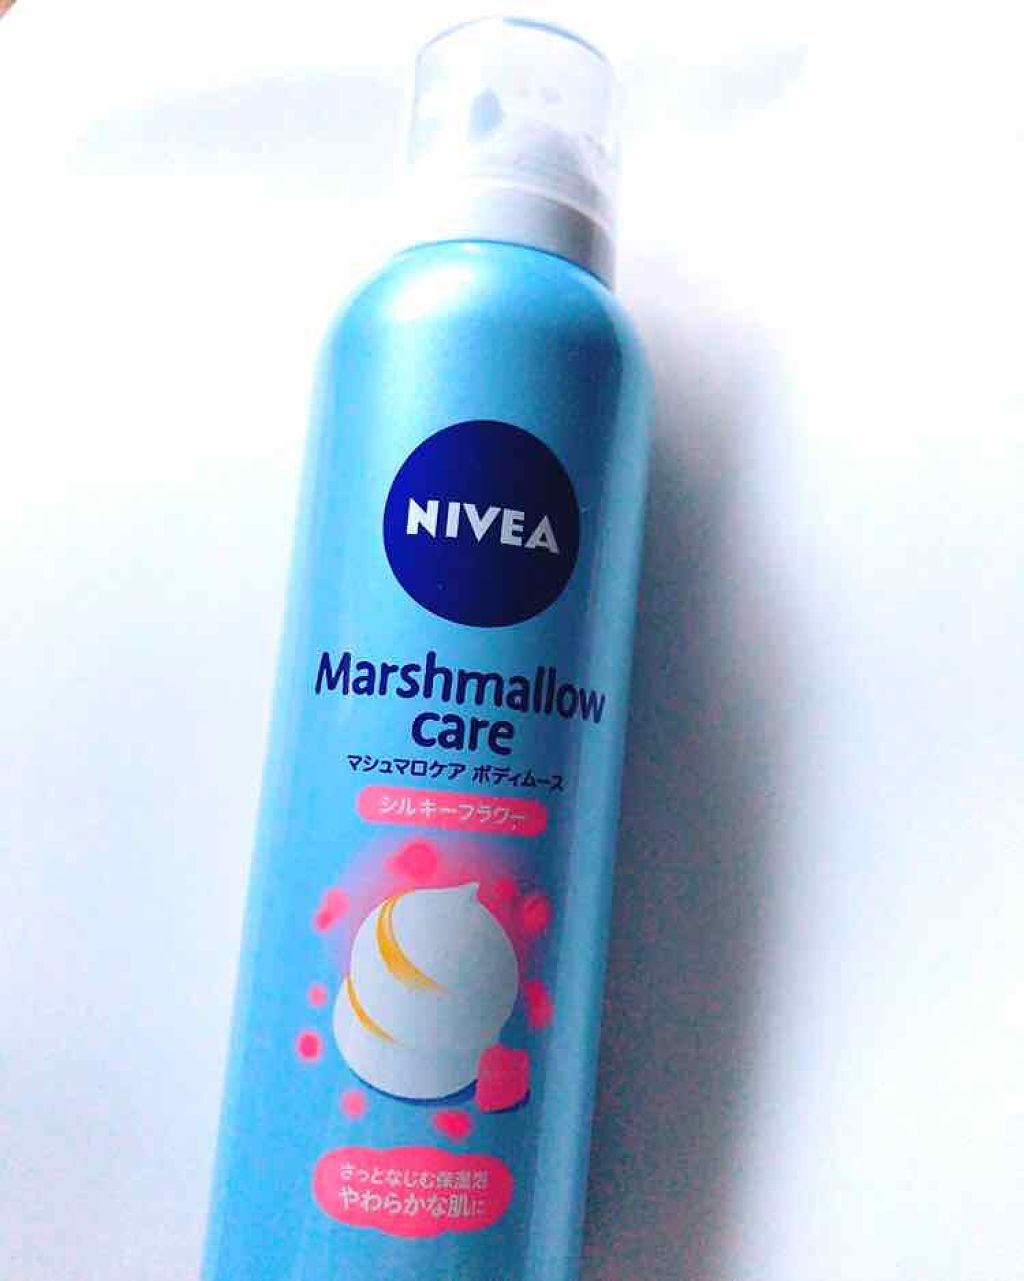 NIVEA
Marshmallow
care
マシュマロケア ボディムース
シルキーフラワー
さっとなじむ保湿泡
やわらかな肌に